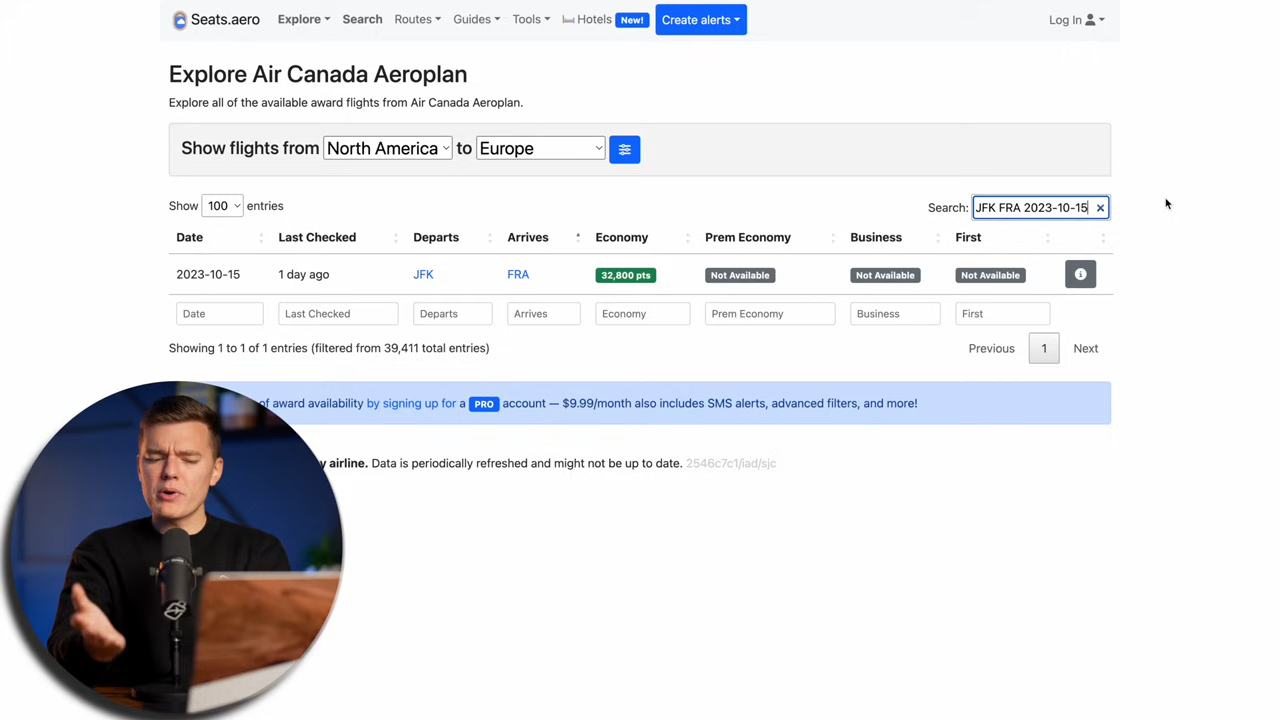 Seats.aero Explore Search Routes Guides Tools Hotels New! Create alerts Log In
Explore Air Canada Aeroplan
Explore all of the available award flights from Air Canada Aeroplan.
Show flights from North America to Europe
Show 100 entries
Search: JFK FRA 2023-10-15
Date Last Checked Departs Arrives Economy Prem Economy Business First
2023-10-15 1 day ago JFK FRA 32,800 pts Not Available Not Available Not Available
Date Last Checked Departs Arrives Economy Prem Economy Business First
Showing 1 to 1 of 1 entries (filtered from 39,411 total entries)
Previous 1 Next
of award availability by signing up for a PRO account — $9.99/month also includes SMS alerts, advanced filters, and more!
airline. Data is periodically refreshed and might not be up to date. 2546c7c1/iad/sjc